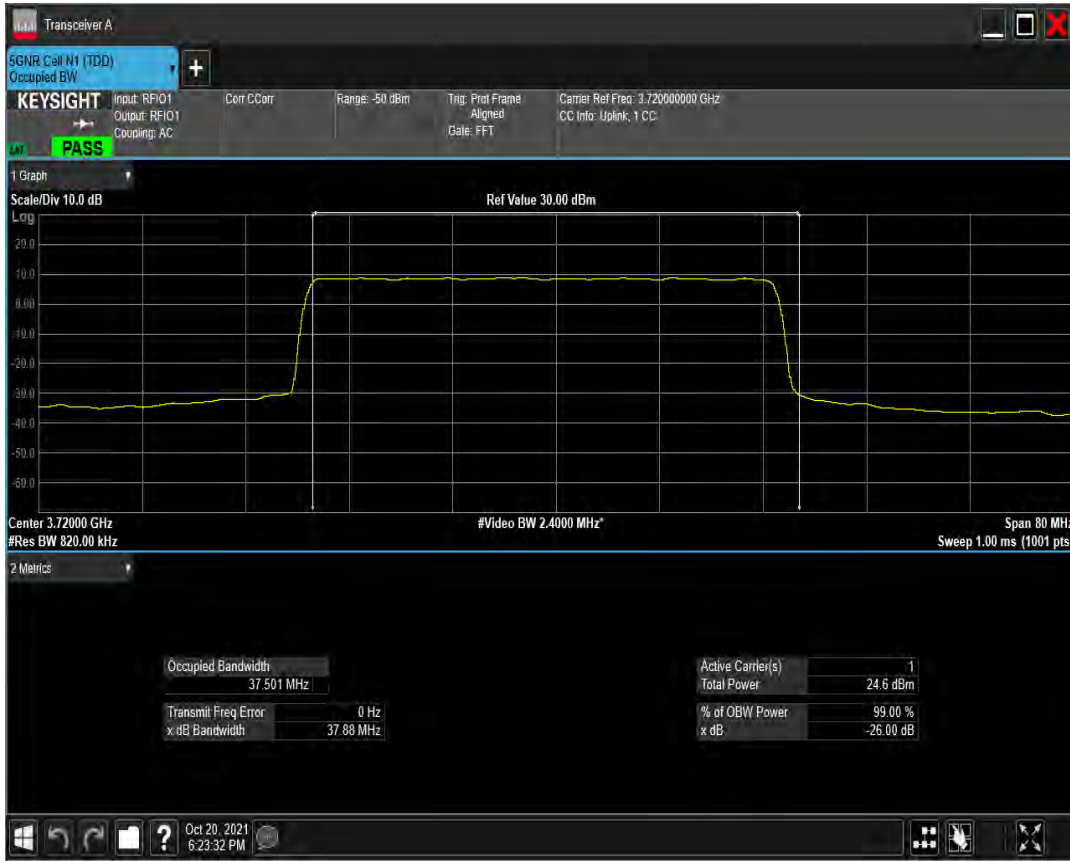 Transceiver A
5GNR Cell N1 (TDD)
Occupied BW
+
KEYSIGHT
Input: RFIO1
Output: RFIO1
Coupling: AC
Corr CCorr
Range: -50 dBm
Trig: Prot Frame
Aligned
Gate: FFT
Carrier Ref Freq: 3.720000000 GHz
CC Info: Uplink, 1 CC
PASS
1 Graph
Scale/Div 10.0 dB
Ref Value 30.00 dBm
Log
20.0
10.0
0.00
-10.0
-20.0
-30.0
-40.0
-50.0
-60.0
Center 3.72000 GHz
#Video BW 2.4000 MHz*
Span 80 MHz
#Res BW 820.00 kHz
Sweep 1.00 ms (1001 pts
2 Metrics
Occupied Bandwidth
37.501 MHz
Transmit Freq Error 0 Hz
x dB Bandwidth 37.88 MHz
Active Carrier(s) 1
Total Power 24.6 dBm
% of OBW Power 99.00 %
x dB -26.00 dB
?
Oct 20, 2021
6:23:32 PM